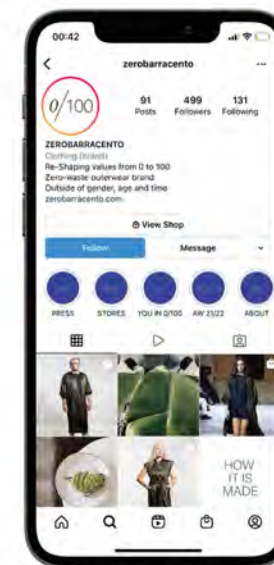 00:42
zerobarracento
0/100
91 499 131
Posts Followers Following
ZEROBARRACENTO
Clothing (Brand)
Re-Shaping values from 0 to 100
Zero-waste outerwear brand
Outside of gender, age and time
zerobarracento.com
View Shop
Follow Message
PRESS STORES YOU IN 0/100 AW 21/22 ABOUT
HOW
IT IS
MADE